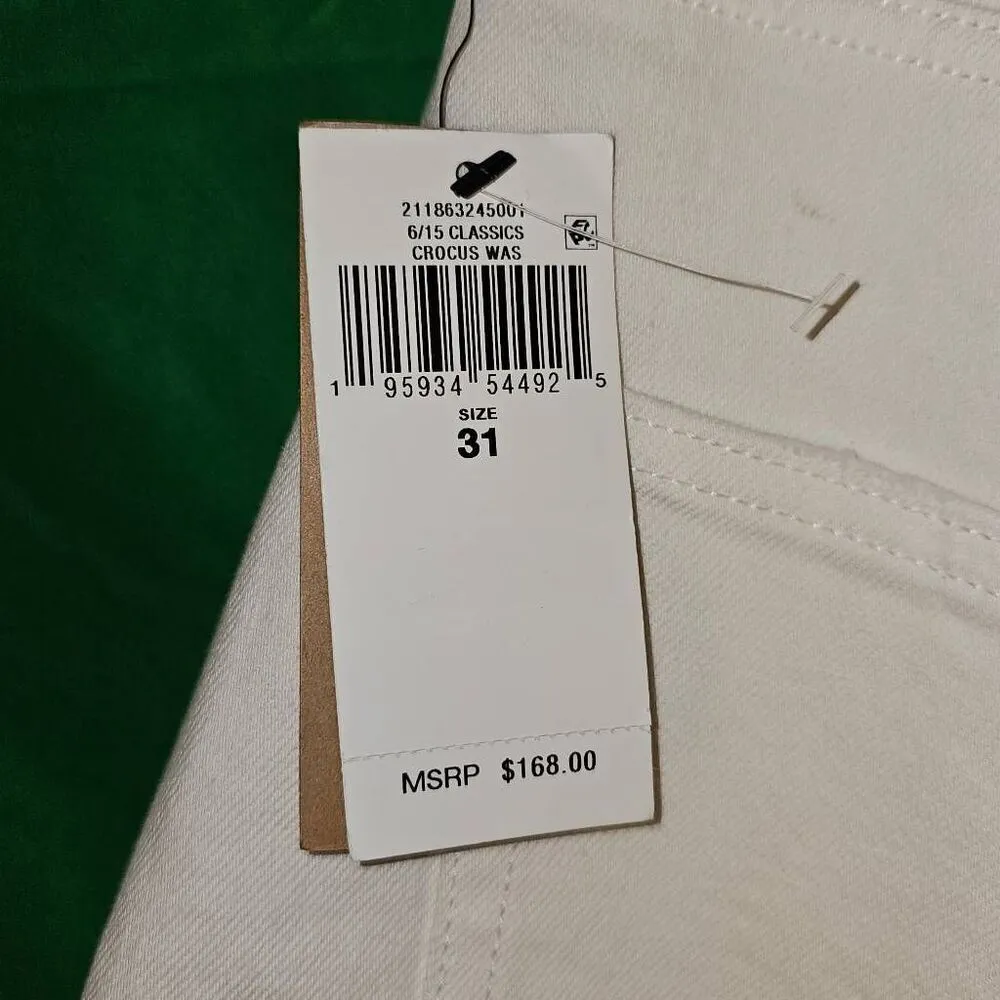 211863245001
6/15 CLASSICS
CROCUS WAS
1 95934 54492 5
SIZE
31
MSRP $168.00